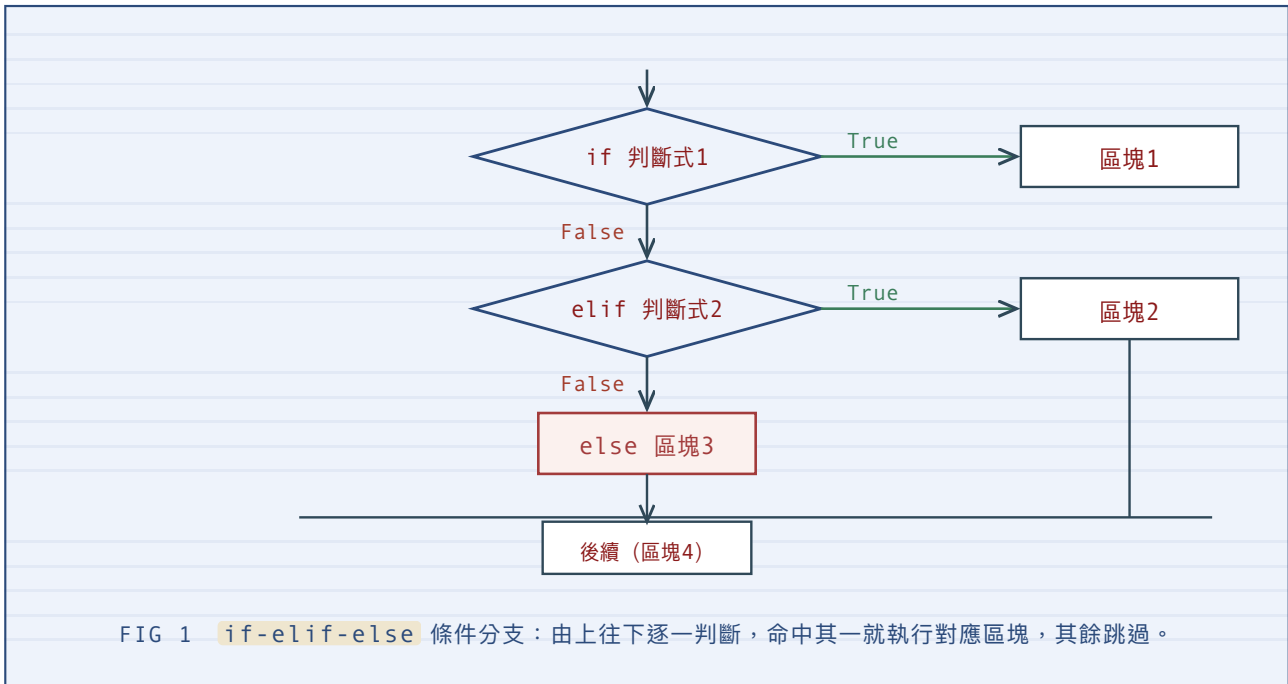 if 判斷式1
True
區塊1
False
elif 判斷式2
True
區塊2
False
else 區塊3
後續（區塊4）
FIG 1 if-elif-else 條件分支：由上往下逐一判斷，命中其一就執行對應區塊，其餘跳過。